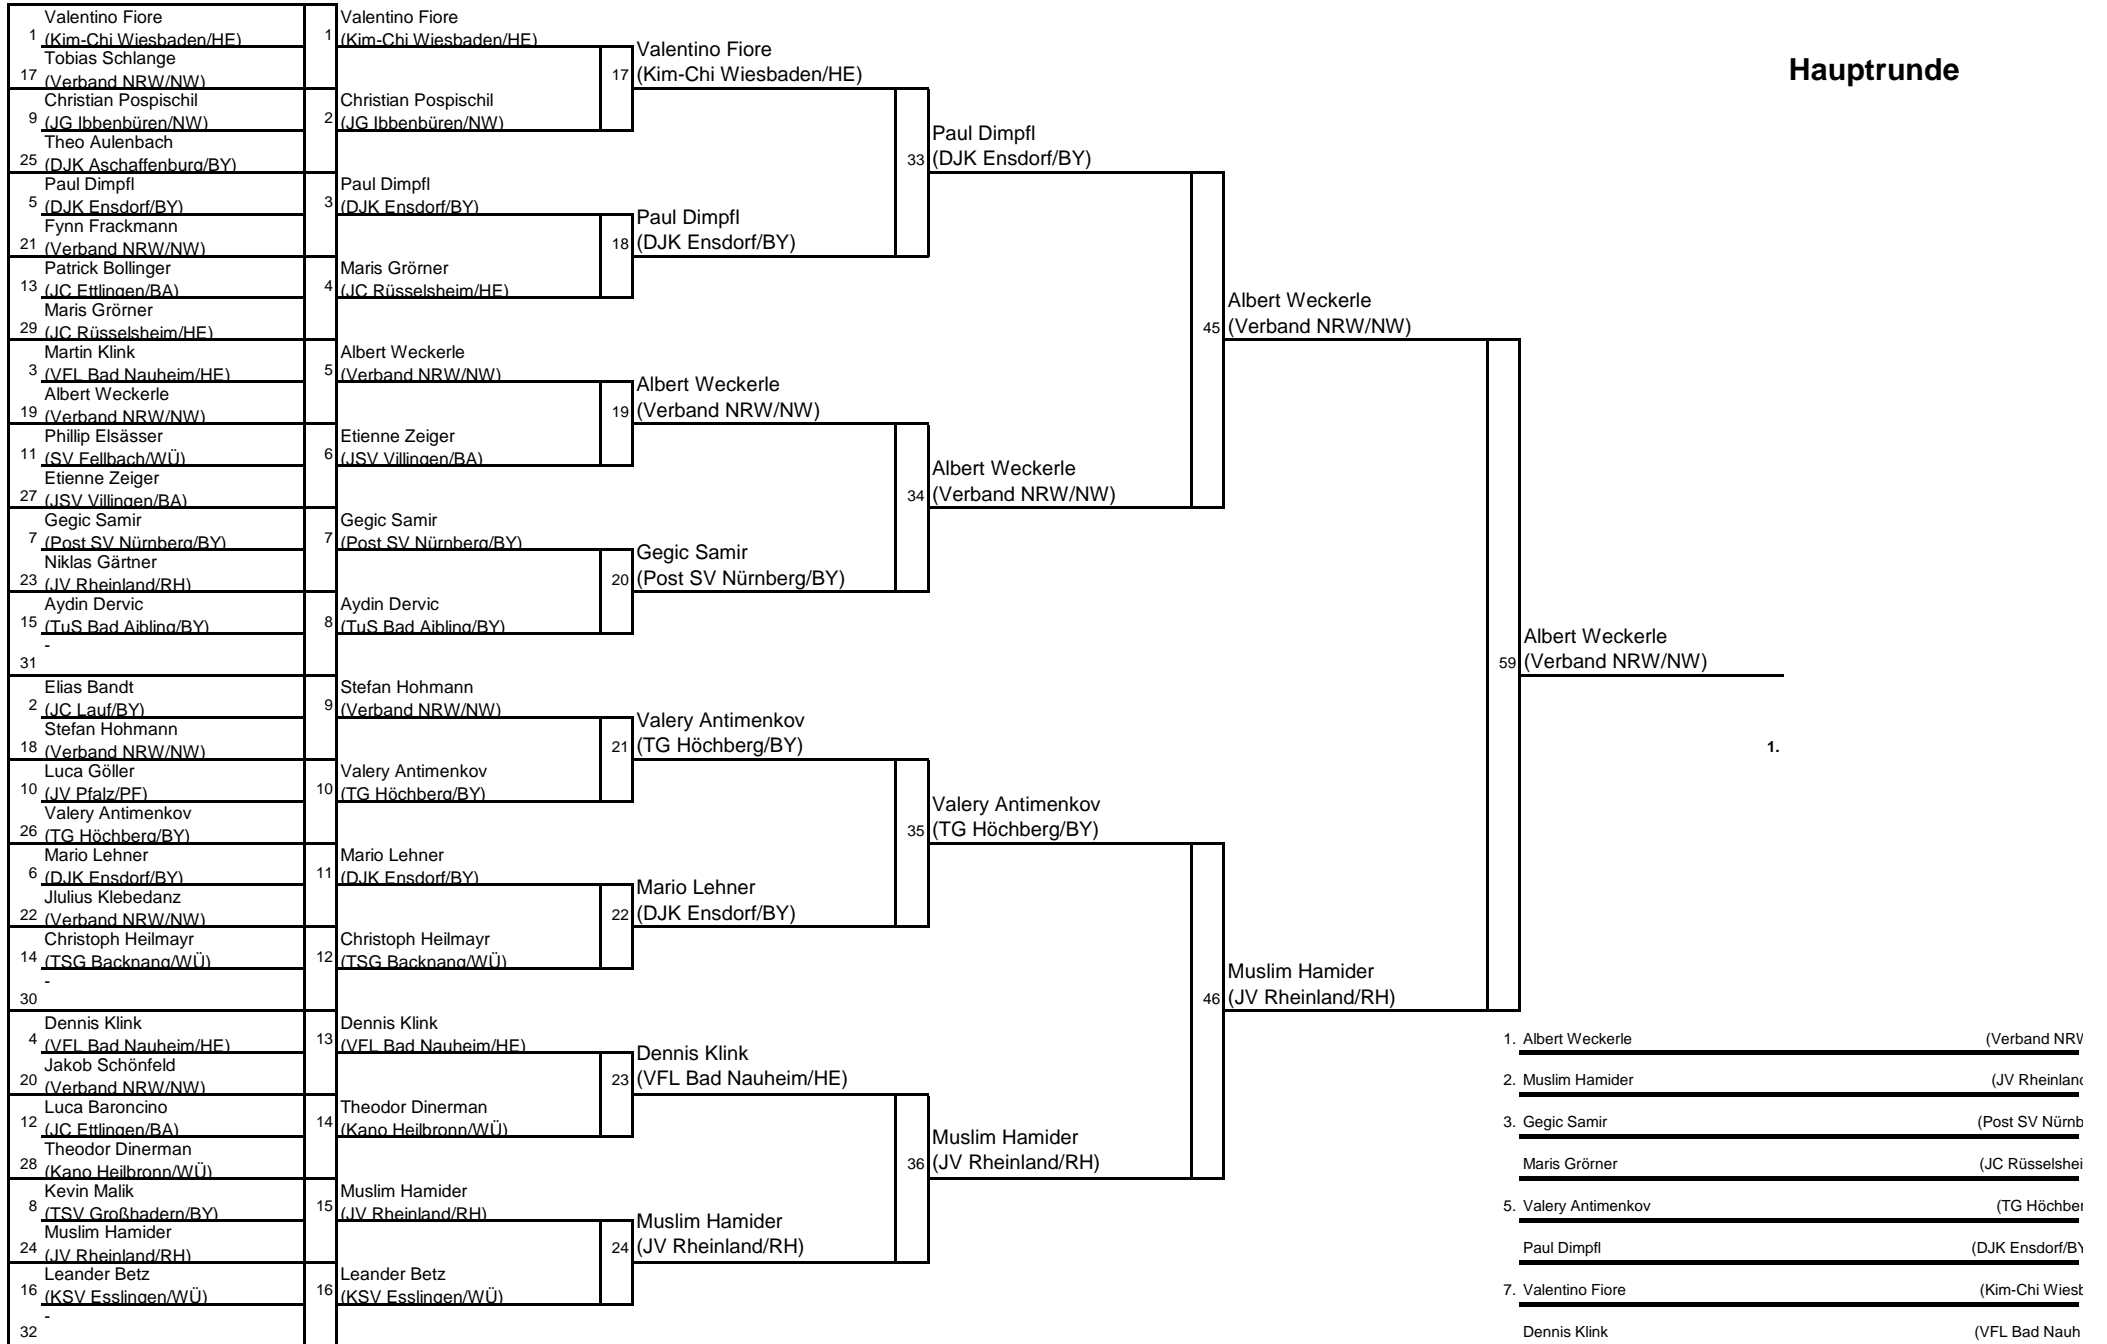 Hauptrunde
Valentino Fiore
1 (Kim-Chi Wiesbaden/HE)
Tobias Schlange
17 (Verband NRW/NW)
Christian Pospischil
9 (JG Ibbenbüren/NW)
Theo Aulenbach
25 (DJK Aschaffenburg/BY)
Paul Dimpfl
5 (DJK Ensdorf/BY)
Fynn Frackmann
21 (Verband NRW/NW)
Patrick Bollinger
13 (JC Ettlingen/BA)
Maris Grörner
29 (JC Rüsselsheim/HE)
Martin Klink
3 (VFL Bad Nauheim/HE)
Albert Weckerle
19 (Verband NRW/NW)
Phillip Elsässer
11 (SV Fellbach/WÜ)
Etienne Zeiger
27 (JSV Villingen/BA)
Gegic Samir
7 (Post SV Nürnberg/BY)
Niklas Gärtner
23 (JV Rheinland/RH)
Aydin Dervic
15 (TuS Bad Aibling/BY)
-
31
Elias Bandt
2 (JC Lauf/BY)
Stefan Hohmann
18 (Verband NRW/NW)
Luca Göller
10 (JV Pfalz/PF)
Valery Antimenkov
26 (TG Höchberg/BY)
Mario Lehner
6 (DJK Ensdorf/BY)
Jlulius Klebedanz
22 (Verband NRW/NW)
Christoph Heilmayr
14 (TSG Backnang/WÜ)
-
30
Dennis Klink
4 (VFL Bad Nauheim/HE)
Jakob Schönfeld
20 (Verband NRW/NW)
Luca Baroncino
12 (JC Ettlingen/BA)
Theodor Dinerman
28 (Kano Heilbronn/WÜ)
Kevin Malik
8 (TSV Großhadern/BY)
Muslim Hamider
24 (JV Rheinland/RH)
Leander Betz
16 (KSV Esslingen/WÜ)
-
32
Valentino Fiore
1 (Kim-Chi Wiesbaden/HE)
Christian Pospischil
2 (JG Ibbenbüren/NW)
Paul Dimpfl
3 (DJK Ensdorf/BY)
Maris Grörner
4 (JC Rüsselsheim/HE)
Albert Weckerle
5 (Verband NRW/NW)
Etienne Zeiger
6 (JSV Villingen/BA)
Gegic Samir
7 (Post SV Nürnberg/BY)
Aydin Dervic
8 (TuS Bad Aibling/BY)
Stefan Hohmann
9 (Verband NRW/NW)
Valery Antimenkov
10 (TG Höchberg/BY)
Mario Lehner
11 (DJK Ensdorf/BY)
Christoph Heilmayr
12 (TSG Backnang/WÜ)
Dennis Klink
13 (VFL Bad Nauheim/HE)
Theodor Dinerman
14 (Kano Heilbronn/WÜ)
Muslim Hamider
15 (JV Rheinland/RH)
Leander Betz
16 (KSV Esslingen/WÜ)
Valentino Fiore
17 (Kim-Chi Wiesbaden/HE)
Paul Dimpfl
18 (DJK Ensdorf/BY)
Albert Weckerle
19 (Verband NRW/NW)
Gegic Samir
20 (Post SV Nürnberg/BY)
Valery Antimenkov
21 (TG Höchberg/BY)
Mario Lehner
22 (DJK Ensdorf/BY)
Dennis Klink
23 (VFL Bad Nauheim/HE)
Muslim Hamider
24 (JV Rheinland/RH)
Paul Dimpfl
33 (DJK Ensdorf/BY)
Albert Weckerle
34 (Verband NRW/NW)
Valery Antimenkov
35 (TG Höchberg/BY)
Muslim Hamider
36 (JV Rheinland/RH)
Albert Weckerle
45 (Verband NRW/NW)
Muslim Hamider
46 (JV Rheinland/RH)
Albert Weckerle
59 (Verband NRW/NW)
1.
1. Albert Weckerle (Verband NRW
2. Muslim Hamider (JV Rheinland
3. Gegic Samir (Post SV Nürnb
Maris Grörner (JC Rüsselshei
5. Valery Antimenkov (TG Höchber
Paul Dimpfl (DJK Ensdorf/BY
7. Valentino Fiore (Kim-Chi Wiesb
Dennis Klink (VFL Bad Nauh